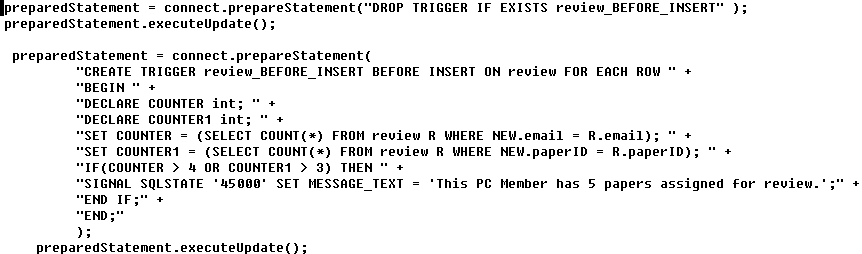 preparedStatement = connect.prepareStatement("DROP TRIGGER IF EXISTS review_BEFORE_INSERT" );
preparedStatement.executeUpdate();
preparedStatement = connect.prepareStatement(
"CREATE TRIGGER review_BEFORE_INSERT BEFORE INSERT ON review FOR EACH ROW " +
"BEGIN " +
"DECLARE COUNTER int; " +
"DECLARE COUNTER1 int; " +
"SET COUNTER = (SELECT COUNT(*) FROM review R WHERE NEW.email = R.email); " +
"SET COUNTER1 = (SELECT COUNT(*) FROM review R WHERE NEW.paperID = R.paperID); " +
"IF(COUNTER > 4 OR COUNTER1 > 3) THEN " +
"SIGNAL SQLSTATE '45000' SET MESSAGE_TEXT = 'This PC Member has 5 papers assigned for review.';" +
"END IF;" +
"END;"
);
preparedStatement.executeUpdate();